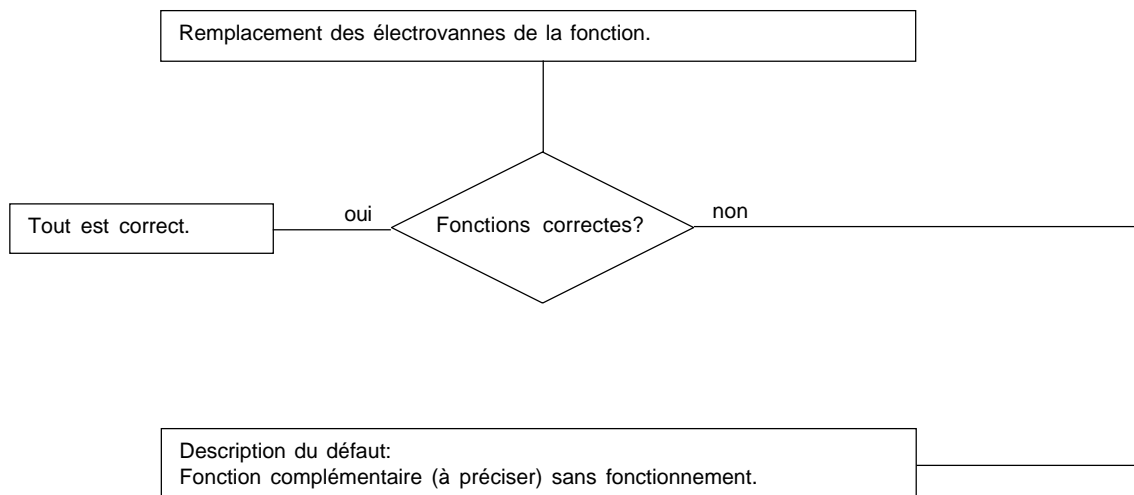 Remplacement des électrovannes de la fonction.
oui
non
Tout est correct.
Fonctions correctes?
Description du défaut:
Fonction complémentaire (à préciser) sans fonctionnement.